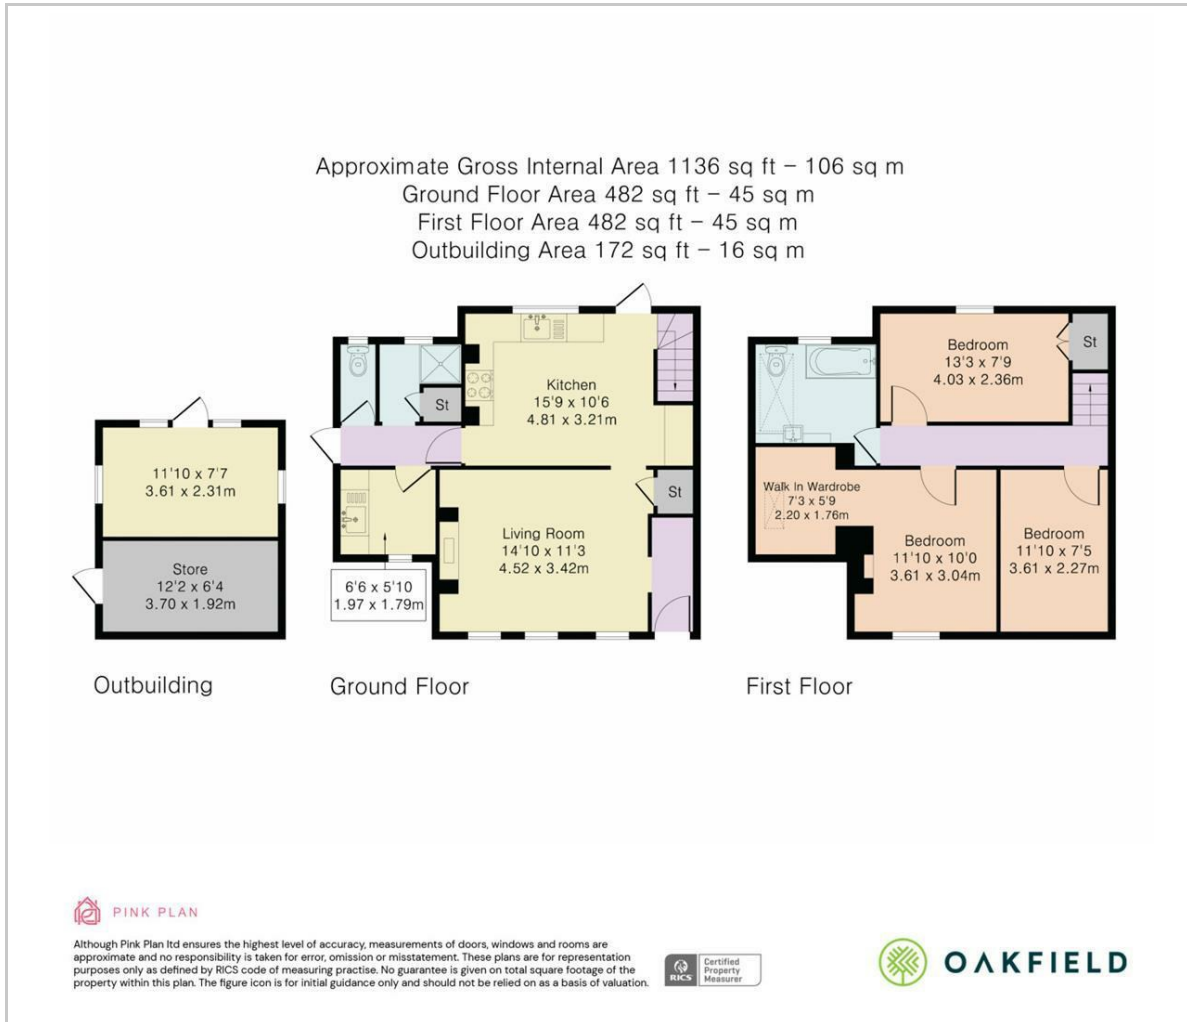 Approximate Gross Internal Area 1136 sq ft – 106 sq m
Ground Floor Area 482 sq ft – 45 sq m
First Floor Area 482 sq ft – 45 sq m
Outbuilding Area 172 sq ft – 16 sq m
11'10 x 7'7
3.61 x 2.31m
Store
12'2 x 6'4
3.70 x 1.92m
Outbuilding
St
Kitchen
15'9 x 10'6
4.81 x 3.21m
St
Living Room
14'10 x 11'3
4.52 x 3.42m
6'6 x 5'10
1.97 x 1.79m
Ground Floor
Bedroom
13'3 x 7'9
4.03 x 2.36m
St
Walk In Wardrobe
7'3 x 5'9
2.20 x 1.76m
Bedroom
11'10 x 10'0
3.61 x 3.04m
Bedroom
11'10 x 7'5
3.61 x 2.27m
First Floor
PINK PLAN
Although Pink Plan ltd ensures the highest level of accuracy, measurements of doors, windows and rooms are
approximate and no responsibility is taken for error, omission or misstatement. These plans are for representation
purposes only as defined by RICS code of measuring practise. No guarantee is given on total square footage of the
property within this plan. The figure icon is for initial guidance only and should not be relied on as a basis of valuation.
RICS
Certified
Property
Measurer
OAKFIELD